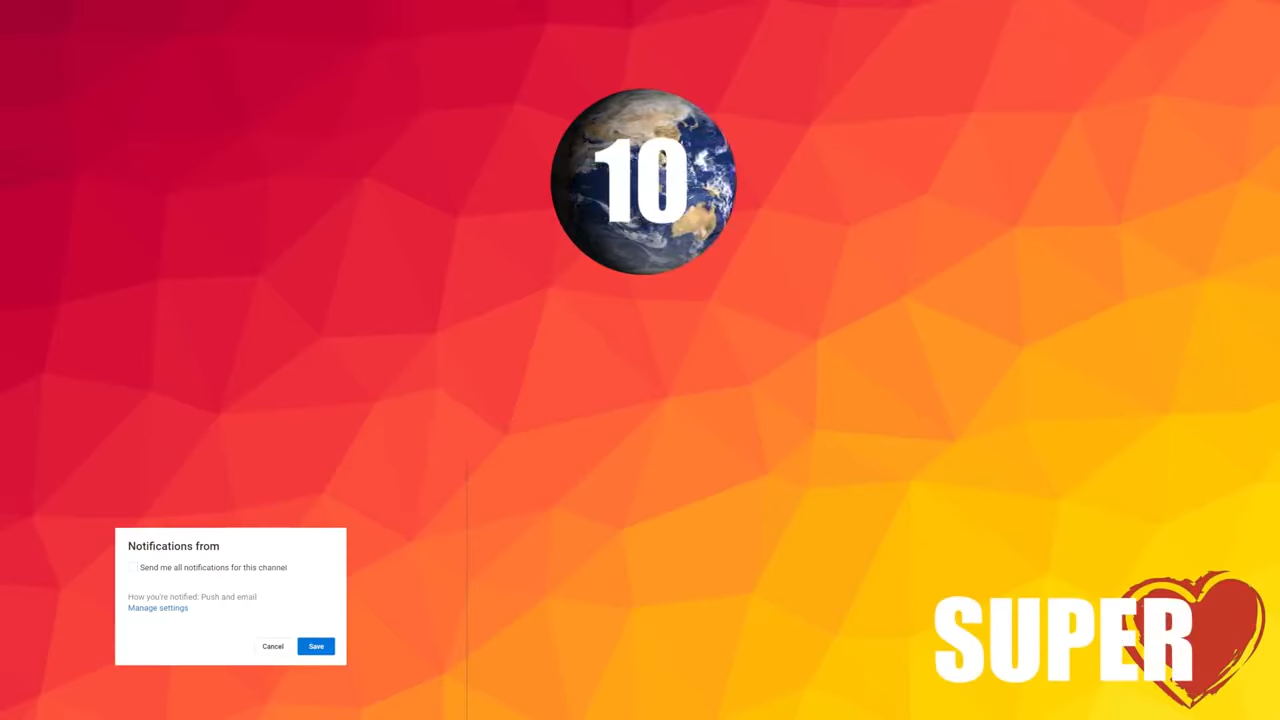 10
Notifications from
Send me all notifications for this channel
How you're notified: Push and email
Manage settings
Cancel
Save
SUPER